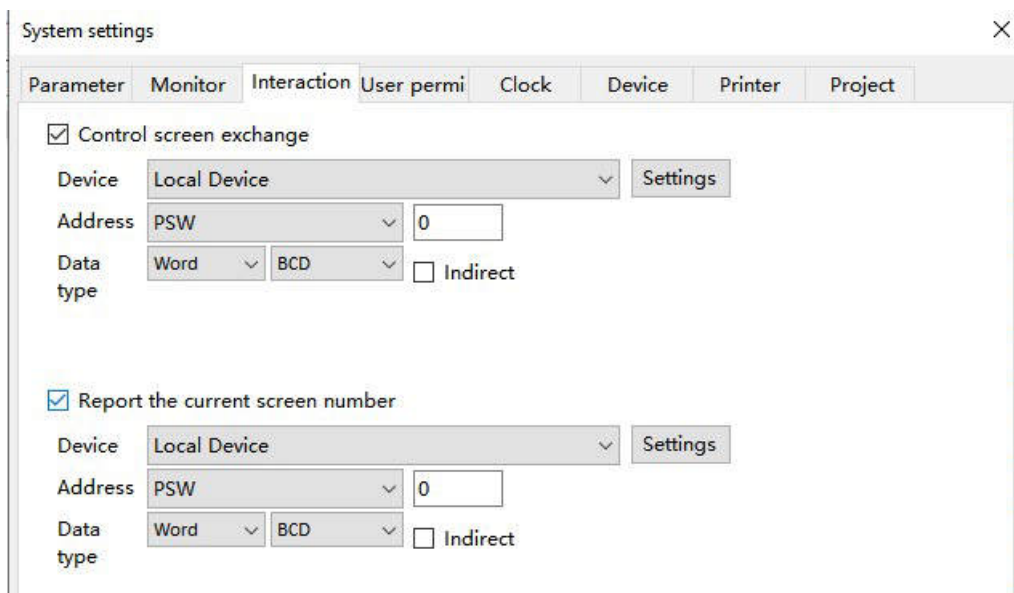 System settings
Parameter Monitor Interaction User permi Clock Device Printer Project
Control screen exchange
Device Local Device Settings
Address PSW 0
Data type Word BCD Indirect
Report the current screen number
Device Local Device Settings
Address PSW 0
Data type Word BCD Indirect